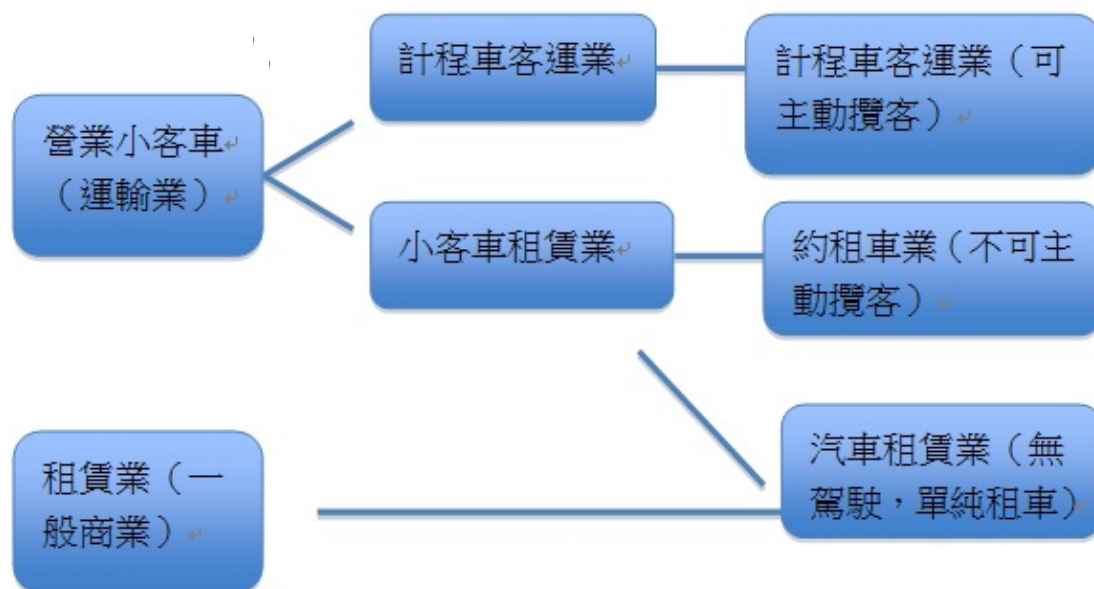 計程車客運業
計程車客運業（可
主動攬客）
營業小客車
（運輸業）
小客車租賃業
約租車業（不可主
動攬客）
租賃業（一
般商業）
汽車租賃業（無
駕駛，單純租車）